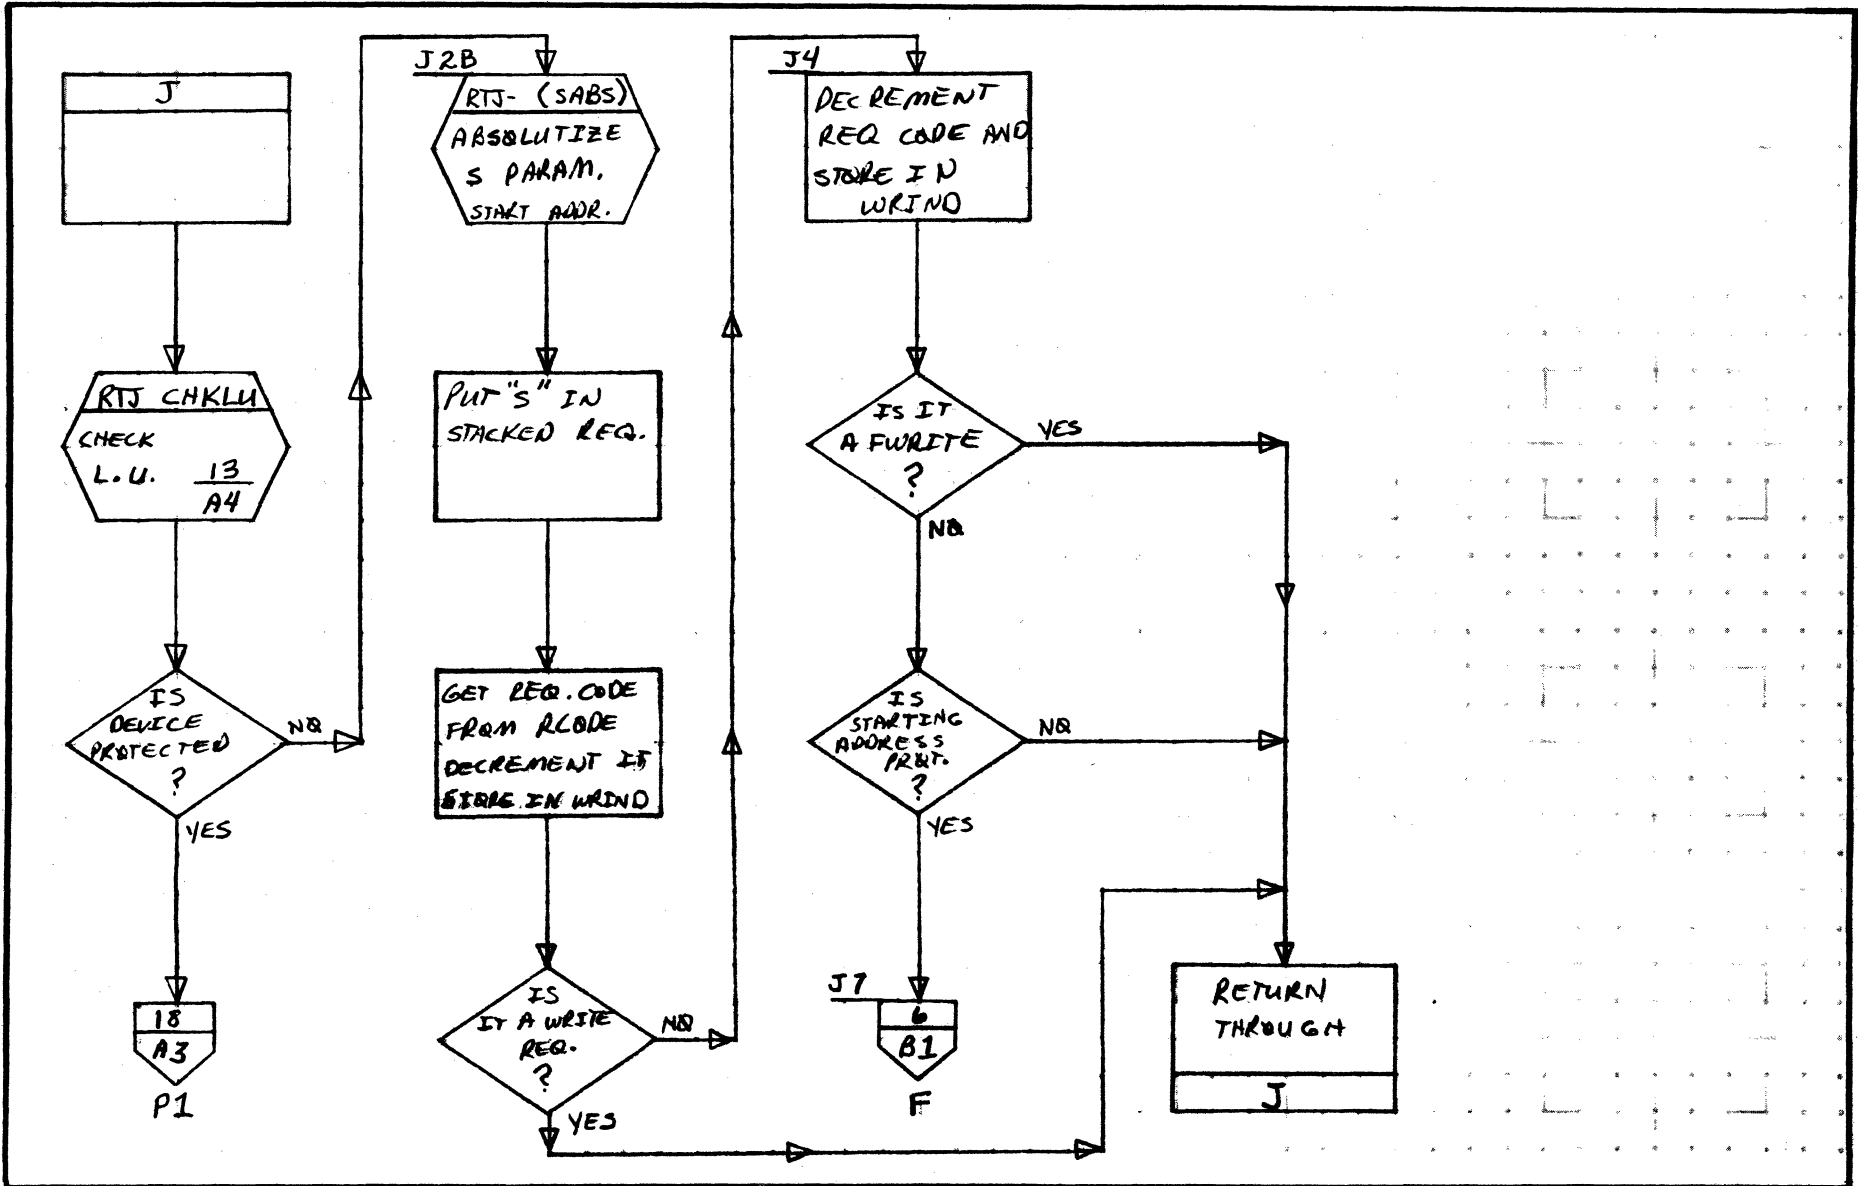 J
RTJ CHKLU
CHECK
L.U. 13
A4
IS
DEVICE
PROTECTED
?
NO
YES
18
A3
P1
J2B
RTJ- (SABS)
ABSOLUTIZE
S PARAM.
START ADDR.
PUT "S" IN
STACKED REQ.
GET REQ. CODE
FROM RCODE
DECREMENT IT
STORE IN WRIND
IS
IT A WRITE
REQ.
?
NO
YES
J4
DECREMENT
REQ CODE AND
STORE IN
WRIND
IS IT
A FWRITE
?
YES
NO
IS
STARTING
ADDRESS
PROT.
?
NO
YES
J7
6
B1
F
RETURN
THROUGH
J